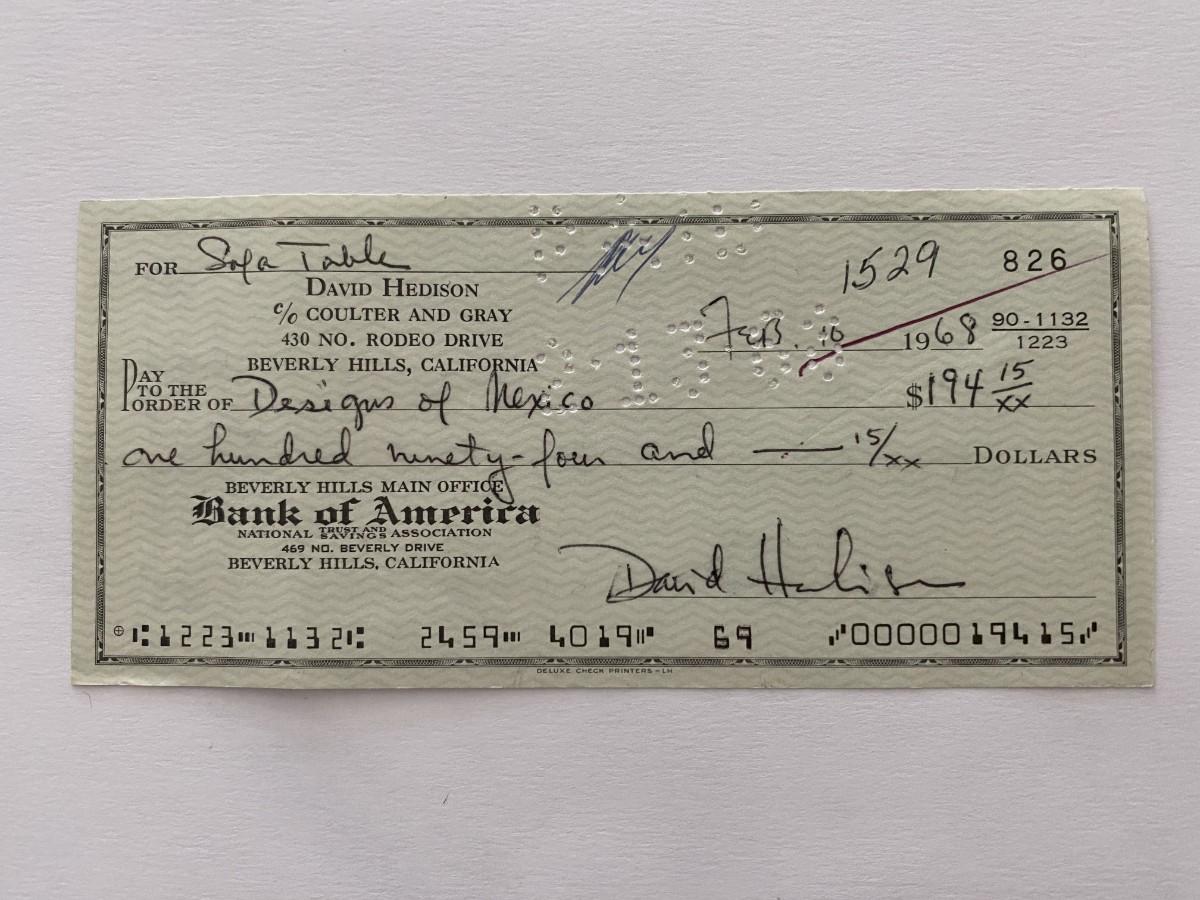 FOR Sofa Table
1529 826
DAVID HEDISON
c/o COULTER AND GRAY
430 NO. RODEO DRIVE
BEVERLY HILLS, CALIFORNIA
Feb. 10 1968 90-1132
1223
PAY TO THE ORDER OF Designs of Mexico $194 15/xx
one hundred ninety-four and — 15/xx DOLLARS
BEVERLY HILLS MAIN OFFICE
Bank of America
NATIONAL TRUST AND SAVINGS ASSOCIATION
469 NO. BEVERLY DRIVE
BEVERLY HILLS, CALIFORNIA
David Hedison
1223 1132 2459 4019 69 0000019415
DELUXE CHECK PRINTERS - LH